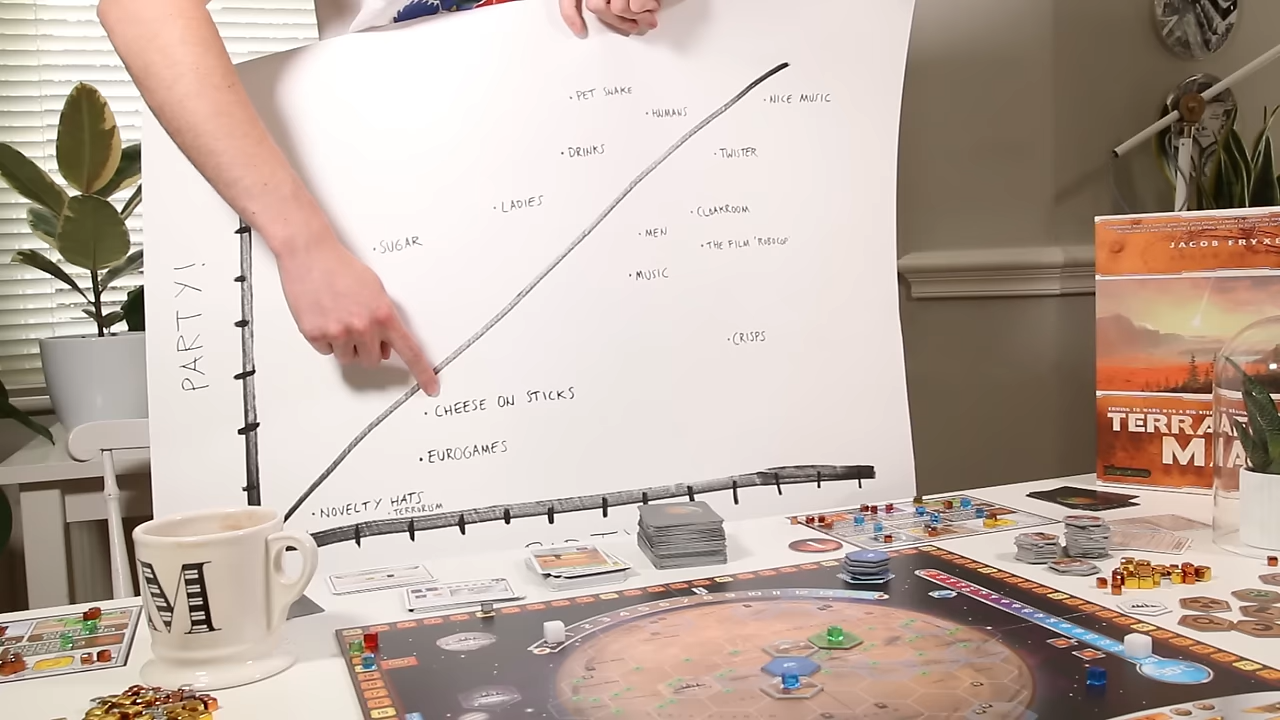 PET SNAKE
HUMANS
NICE MUSIC
DRINKS
TWISTER
LADIES
CLOAKROOM
MEN
SUGAR
THE FILM 'ROBOCOP'
MUSIC
CRISPS
PARTY!
CHEESE ON STICKS
EUROGAMES
NOVELTY HATS
TERRORISM
JACOB FRYXE
TERRA
MA
M